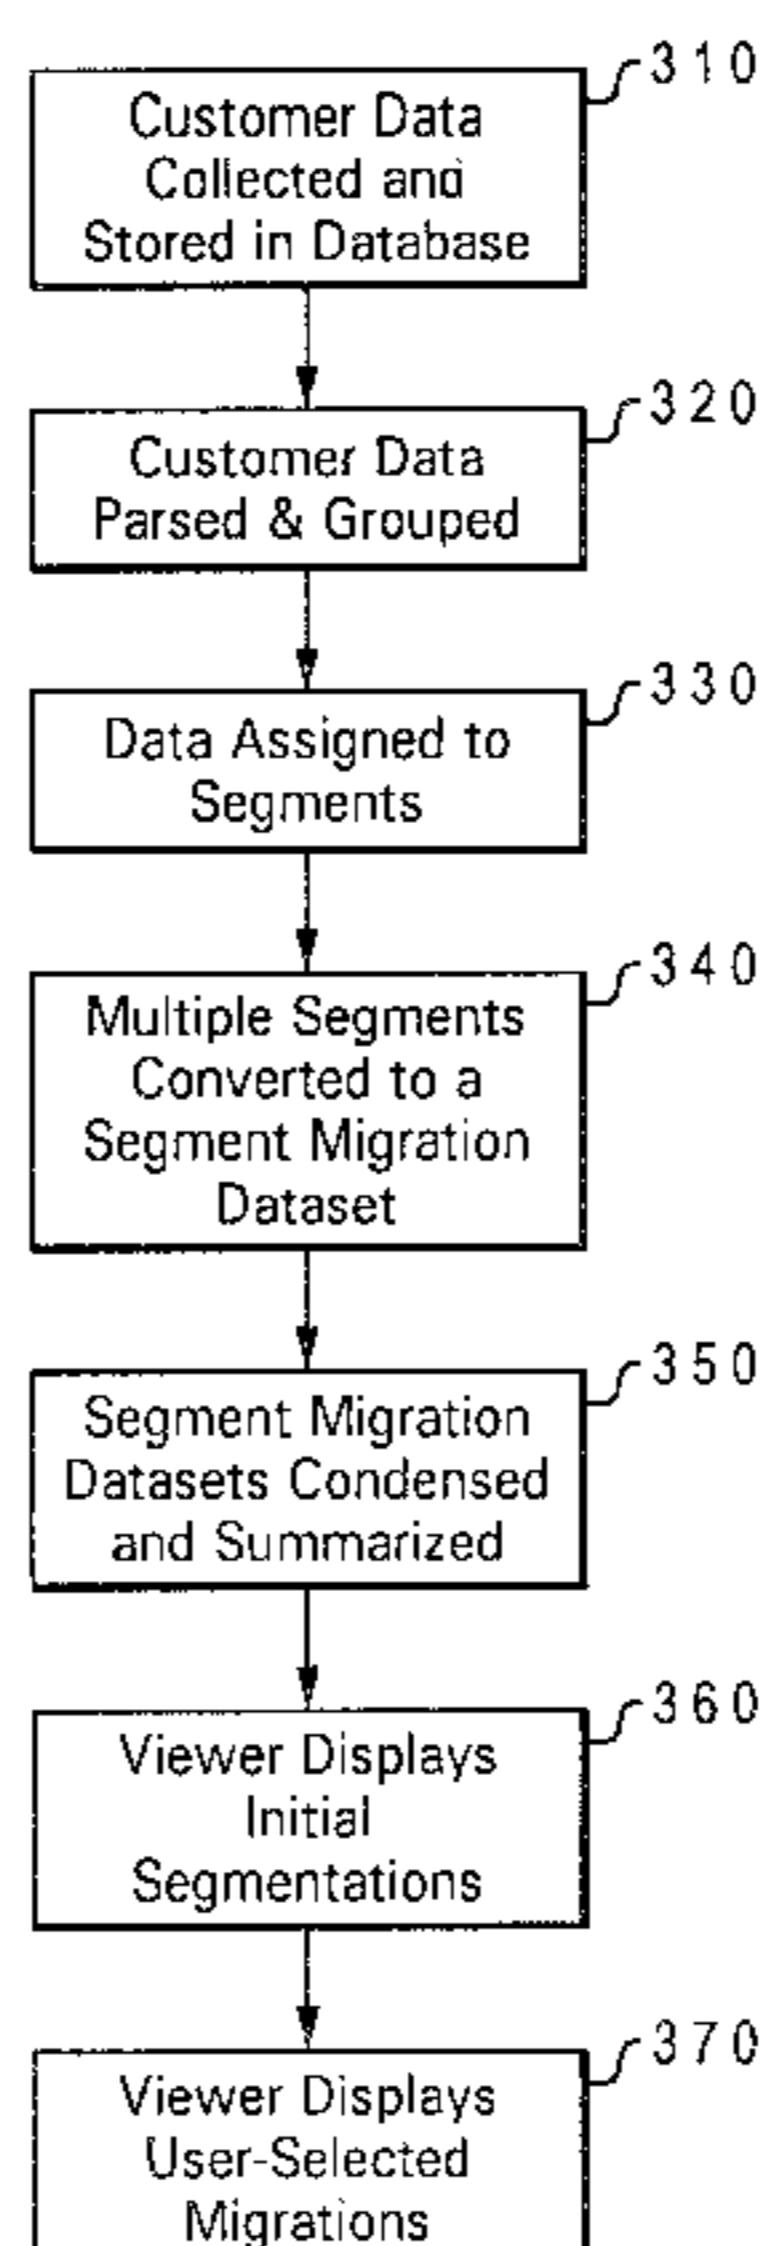 310
Customer Data
Collected and
Stored in Database
320
Customer Data
Parsed & Grouped
330
Data Assigned to
Segments
340
Multiple Segments
Converted to a
Segment Migration
Dataset
350
Segment Migration
Datasets Condensed
and Summarized
360
Viewer Displays
Initial
Segmentations
370
Viewer Displays
User-Selected
Migrations